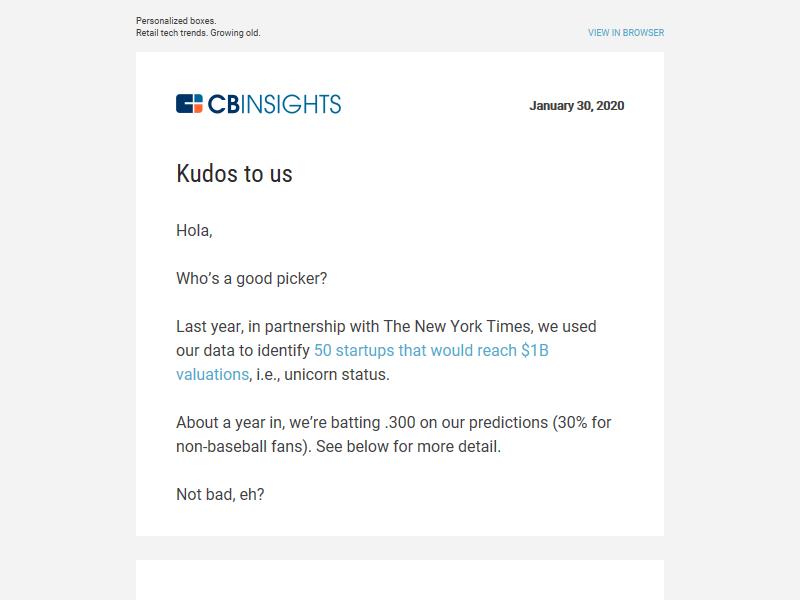 Personalized boxes.
Retail tech trends. Growing old.
VIEW IN BROWSER
CBINSIGHTS
January 30, 2020
Kudos to us
Hola,
Who’s a good picker?
Last year, in partnership with The New York Times, we used
our data to identify 50 startups that would reach $1B
valuations, i.e., unicorn status.
About a year in, we’re batting .300 on our predictions (30% for
non-baseball fans). See below for more detail.
Not bad, eh?